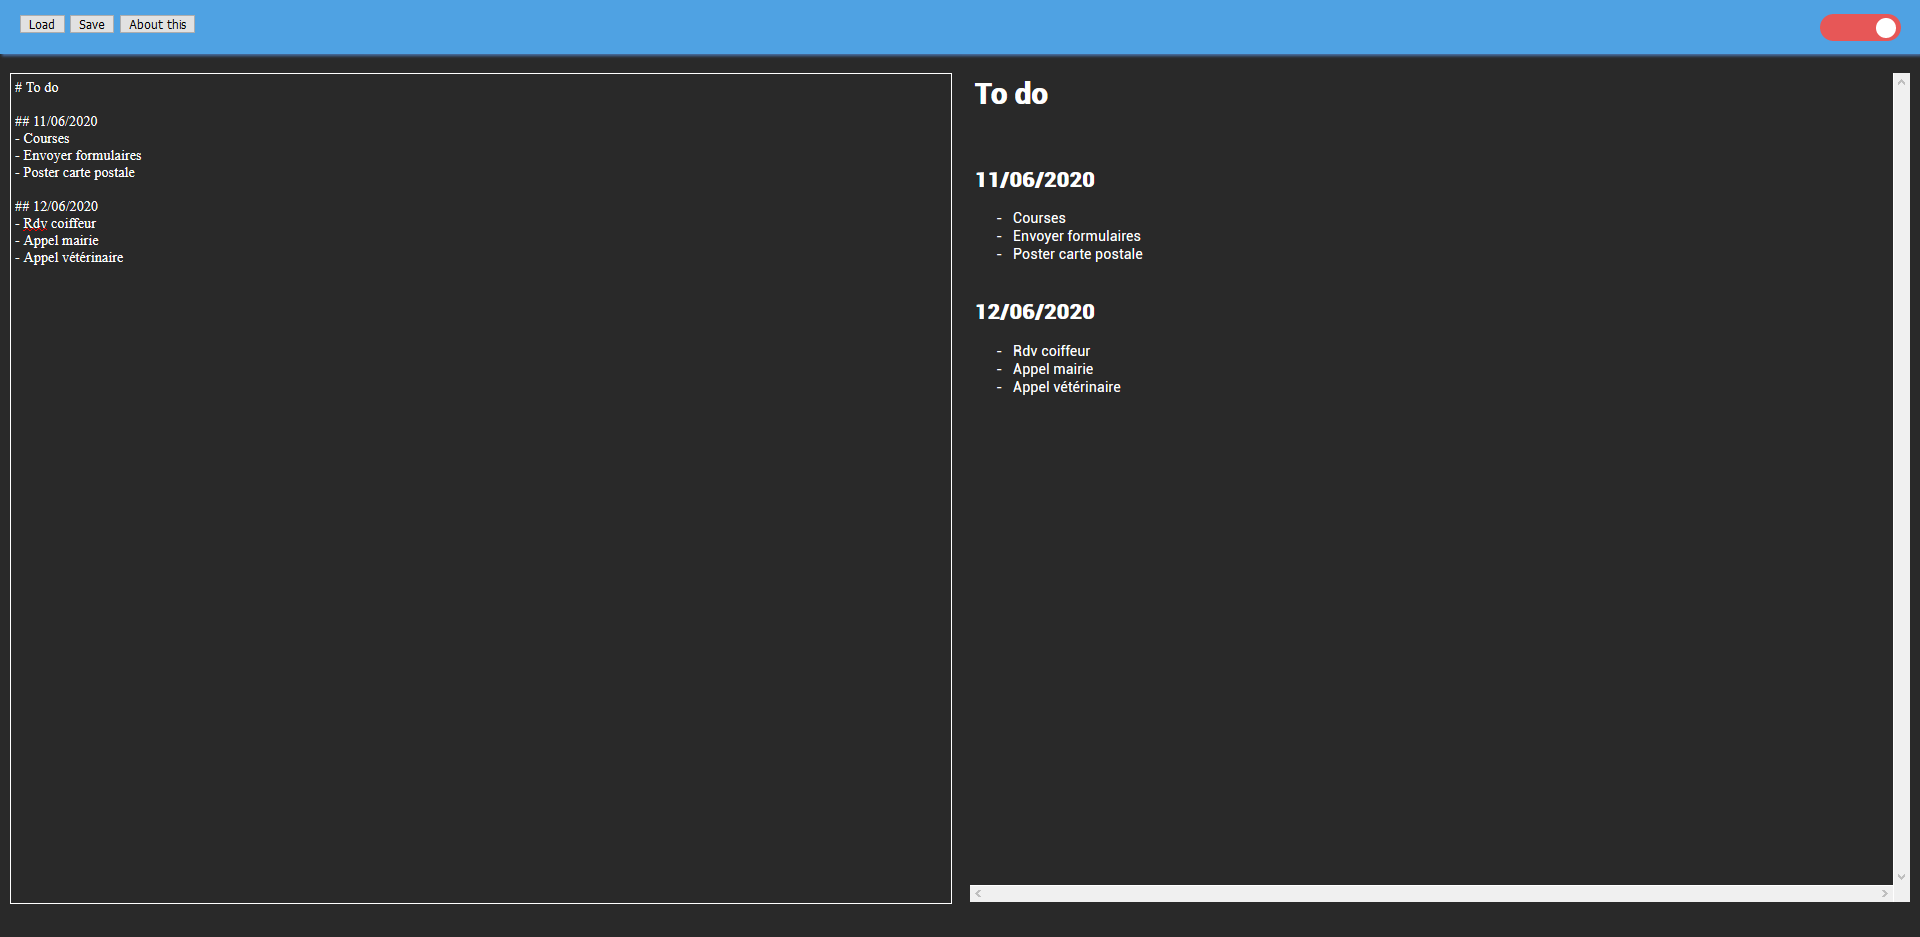 Load Save About this
# To do
## 11/06/2020
- Courses
- Envoyer formulaires
- Poster carte postale
## 12/06/2020
- Rdv coiffeur
- Appel mairie
- Appel vétérinaire
To do
11/06/2020
- Courses
- Envoyer formulaires
- Poster carte postale
12/06/2020
- Rdv coiffeur
- Appel mairie
- Appel vétérinaire